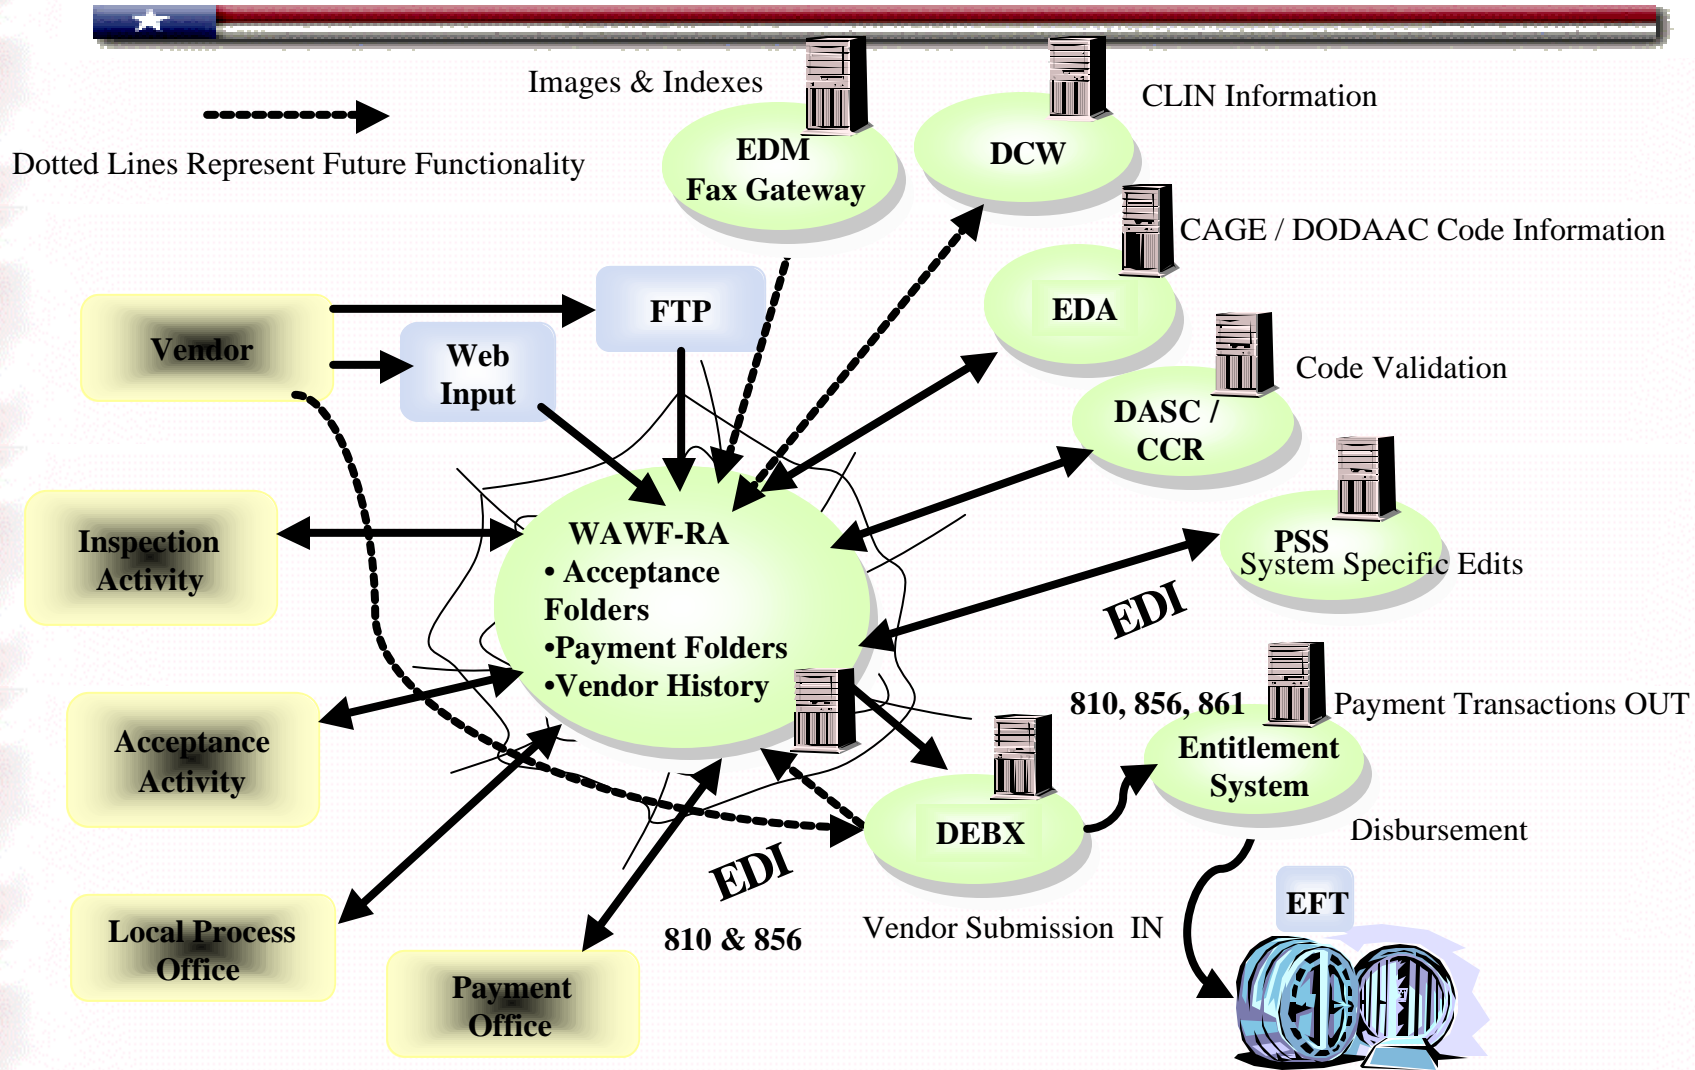 Images & Indexes
CLIN Information
EDM
Fax Gateway
DCW
Dotted Lines Represent Future Functionality
CAGE / DODAAC Code Information
FTP
EDA
Vendor
Web
Input
Code Validation
DASC /
CCR
WAWF-RA
• Acceptance
Folders
•Payment Folders
•Vendor History
Inspection
Activity
PSS
System Specific Edits
EDI
810, 856, 861
Payment Transactions OUT
Acceptance
Activity
Entitlement
System
DEBX
Disbursement
EDI
810 & 856
Vendor Submission IN
EFT
Local Process
Office
Payment
Office